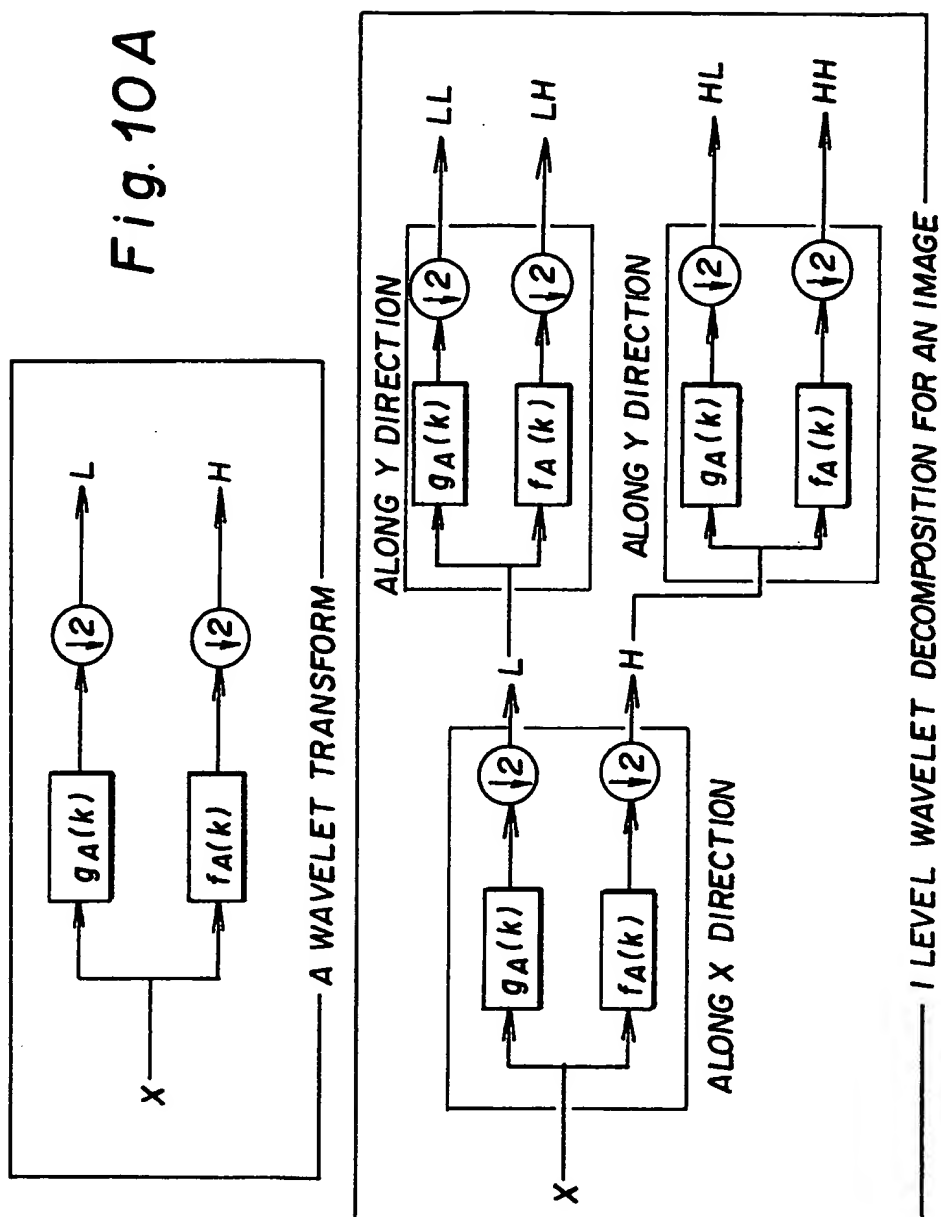 Fig. 10A
X
gA(k)
↓2
L
fA(k)
↓2
H
A WAVELET TRANSFORM
X
gA(k)
↓2
L
fA(k)
↓2
H
ALONG X DIRECTION
ALONG Y DIRECTION
gA(k)
↓2
LL
fA(k)
↓2
LH
ALONG Y DIRECTION
gA(k)
↓2
HL
fA(k)
↓2
HH
I LEVEL WAVELET DECOMPOSITION FOR AN IMAGE